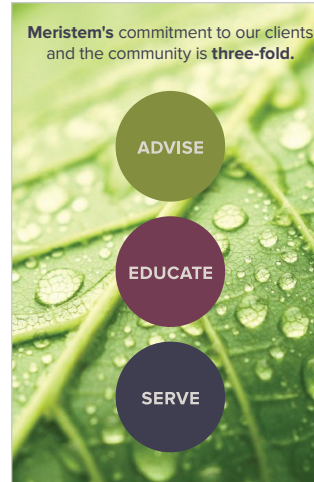 Meristem's commitment to our clients
and the community is three-fold.
ADVISE
EDUCATE
SERVE